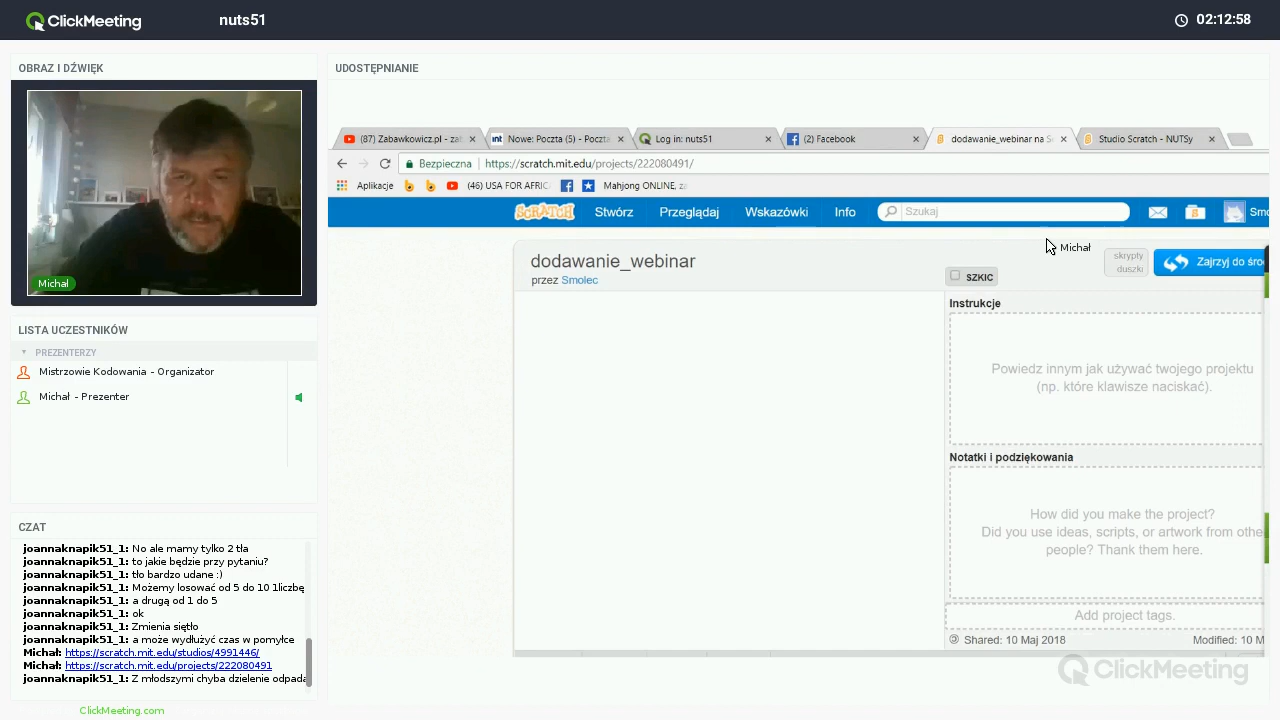 ClickMeeting
nuts51
02:12:58
OBRAZ I DŹWIĘK
Michał
LISTA UCZESTNIKÓW
PREZENTERZY
Mistrzowie Kodowania - Organizator
Michał - Prezenter
CZAT
joannaknapik51_1: No ale mamy tylko 2 tła
joannaknapik51_1: to jakie będzie przy pytaniu?
joannaknapik51_1: tło bardzo udane :)
joannaknapik51_1: Możemy losować od 5 do 10 1liczbę
joannaknapik51_1: a drugą od 1 do 5
joannaknapik51_1: ok
joannaknapik51_1: Zmienia siętło
joannaknapik51_1: a może wydłużyć czas w pomyłce
Michał: https://scratch.mit.edu/studios/4991446/
Michał: https://scratch.mit.edu/projects/222080491
joannaknapik51_1: Z młodszymi chyba dzielenie odpada
ClickMeeting.com
UDOSTĘPNIANIE
(87) Zabawkowicz.pl - za
Nowe: Poczta (5) - Poczta
Log in: nuts51
(2) Facebook
dodawanie_webinar na S
Studio Scratch - NUTSy
Bezpieczna
https://scratch.mit.edu/projects/222080491/
Aplikacje
(46) USA FOR AFRIC
Mahjong ONLINE, za
SCRATCH
Stwórz
Przeglądaj
Wskazówki
Info
Szukaj
Smo
Michał
dodawanie_webinar
przez Smolec
SZKIC
skrypty
duszki
Zajrzyj do śro
Instrukcje
Powiedz innym jak używać twojego projektu
(np. które klawisze naciskać).
Notatki i podziękowania
How did you make the project?
Did you use ideas, scripts, or artwork from othe
people? Thank them here.
Add project tags.
Shared: 10 Maj 2018
Modified: 10 M
ClickMeeting